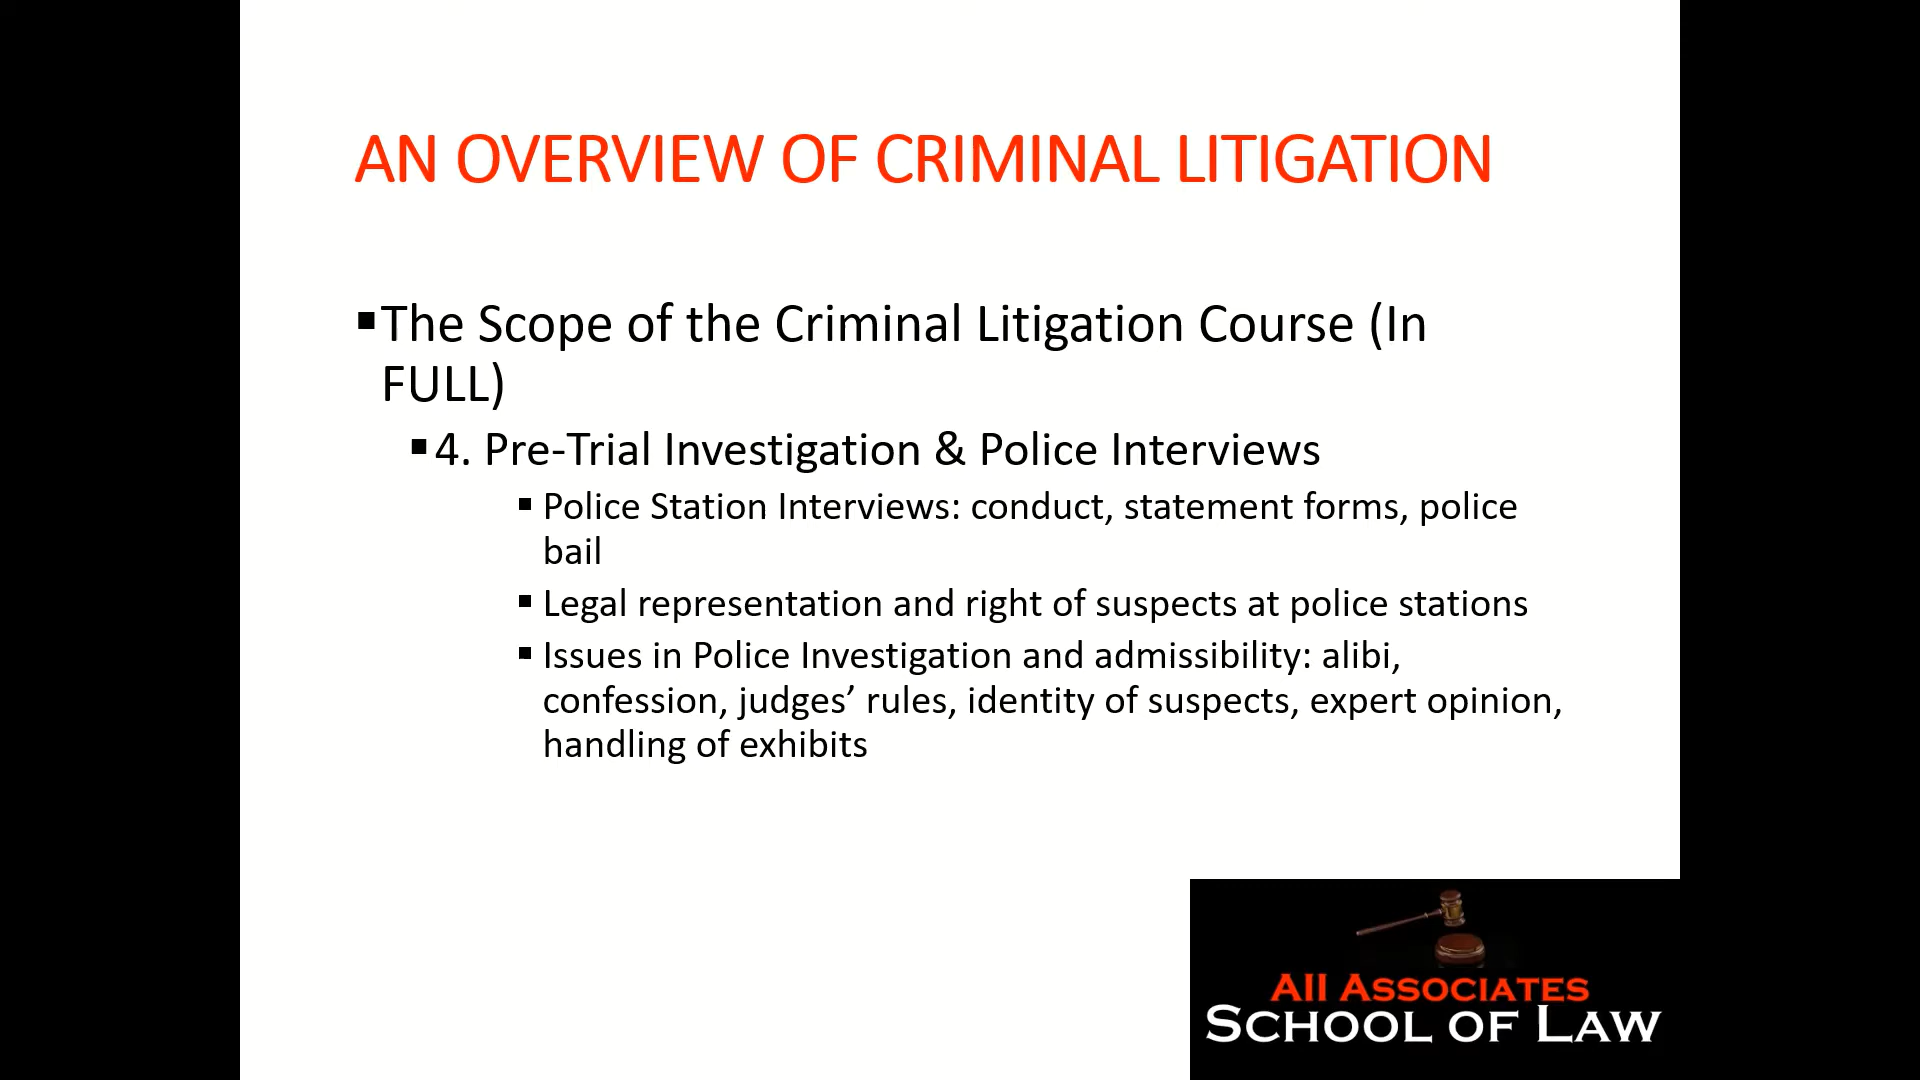 AN OVERVIEW OF CRIMINAL LITIGATION
▪The Scope of the Criminal Litigation Course (In
FULL)
▪4. Pre-Trial Investigation & Police Interviews
▪ Police Station Interviews: conduct, statement forms, police
bail
▪ Legal representation and right of suspects at police stations
▪ Issues in Police Investigation and admissibility: alibi,
confession, judges’ rules, identity of suspects, expert opinion,
handling of exhibits
All Associates
School of Law